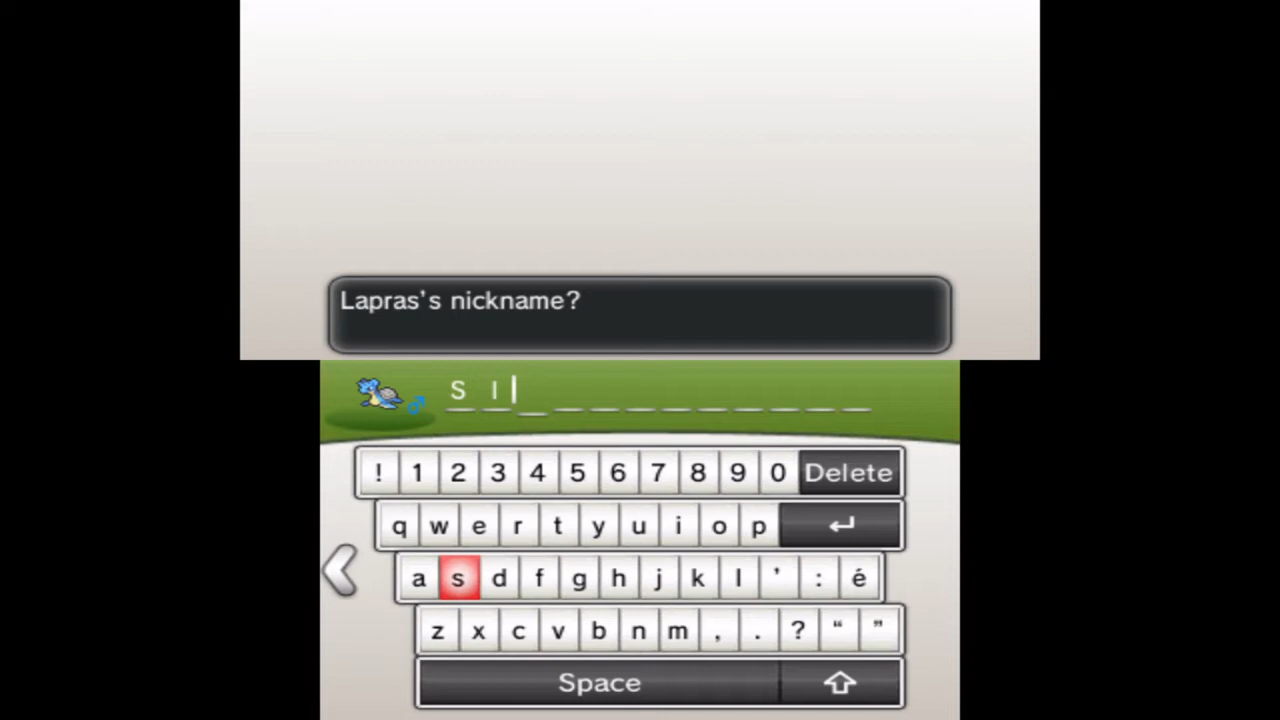 Lapras's nickname?
S l
! 1 2 3 4 5 6 7 8 9 0 Delete
q w e r t y u i o p
a s d f g h j k l ' : é
z x c v b n m , . ? “ ”
Space